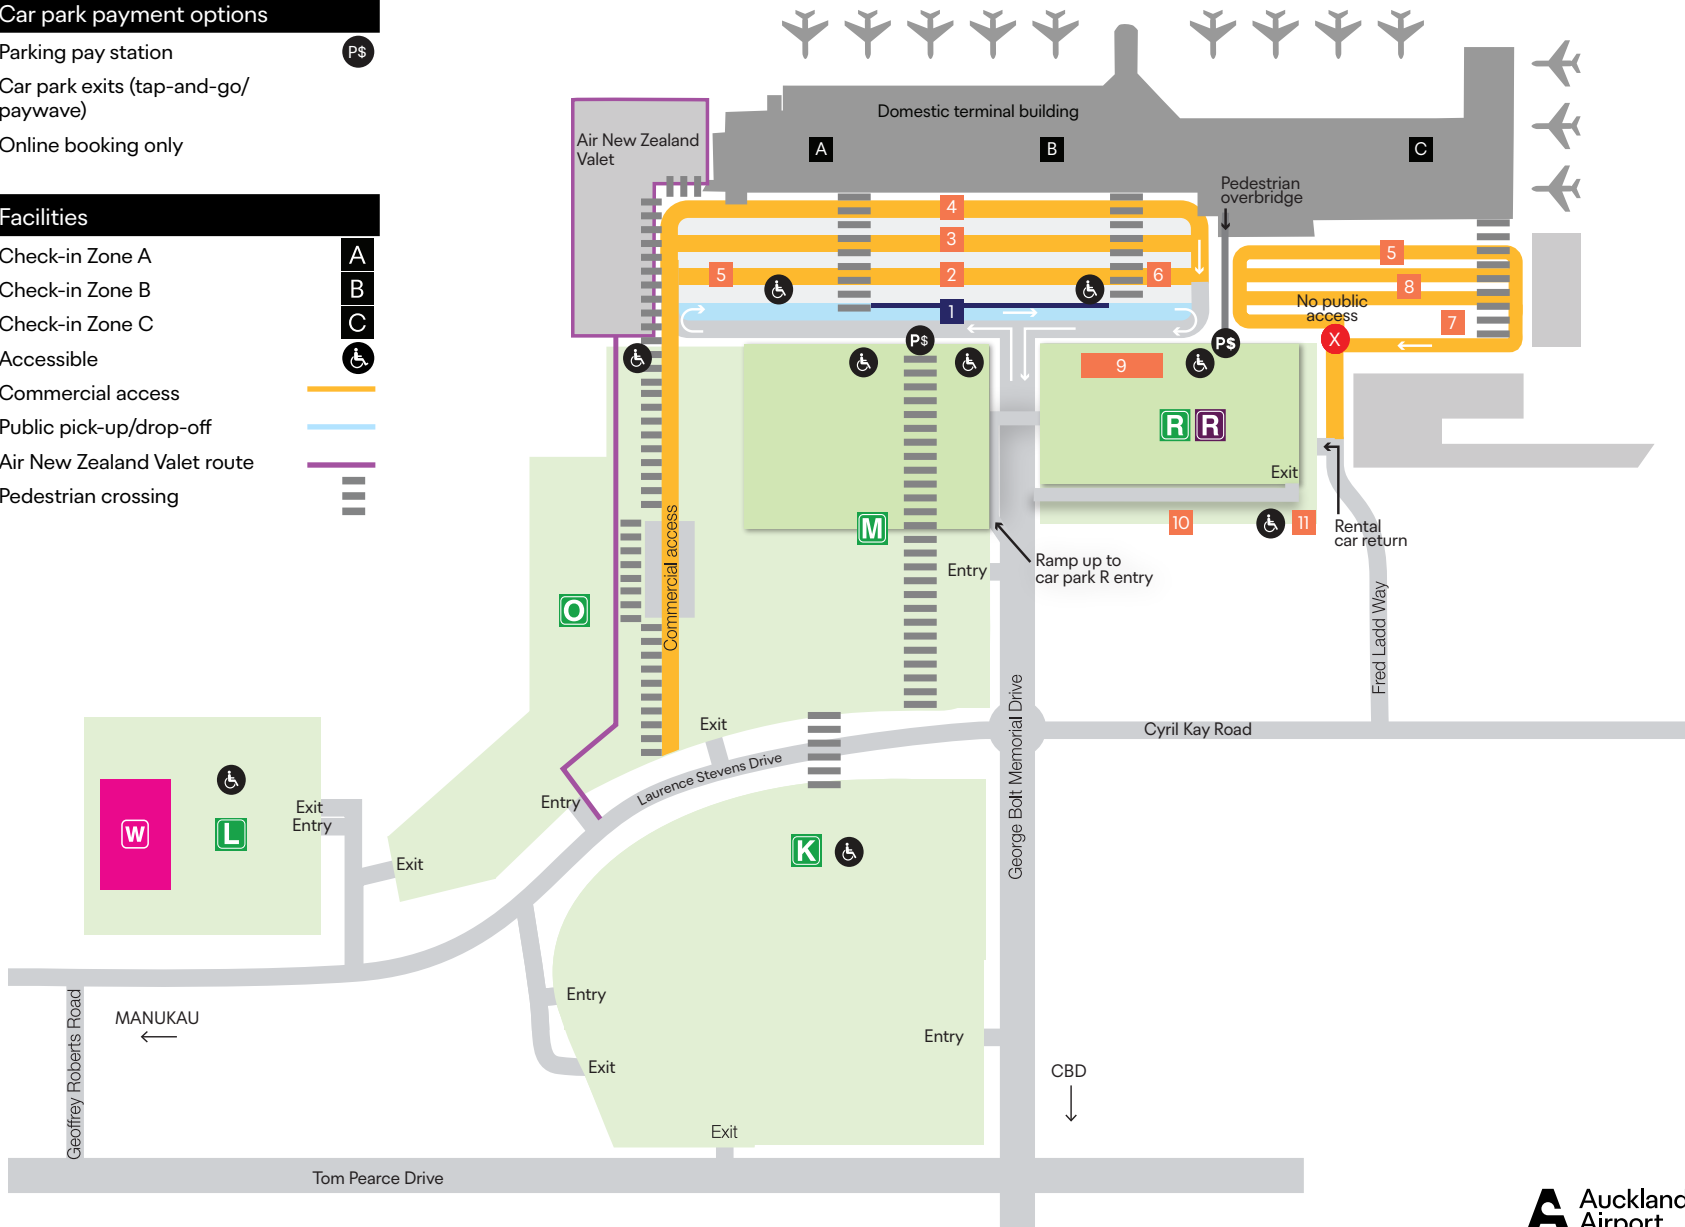 Car park payment options
Parking pay station
P$
Car park exits (tap-and-go/
paywave)
Online booking only
Facilities
Check-in Zone A
A
Check-in Zone B
B
Check-in Zone C
C
Accessible
Commercial access
Public pick-up/drop-off
Air New Zealand Valet route
Pedestrian crossing
Domestic terminal building
Air New Zealand
Valet
A
B
C
Pedestrian
overbridge
4
3
5
2
6
1
5
8
No public
access
7
X
P$
P$
9
R
R
Exit
10
11
Rental
car return
M
Ramp up to
car park R entry
Entry
Commercial access
O
Fred Ladd Way
George Bolt Memorial Drive
Exit
Cyril Kay Road
Laurence Stevens Drive
Entry
Exit
Entry
W
L
K
Exit
Entry
Exit
Entry
MANUKAU
Geoffrey Roberts Road
CBD
Exit
Tom Pearce Drive
Auckland
Airport